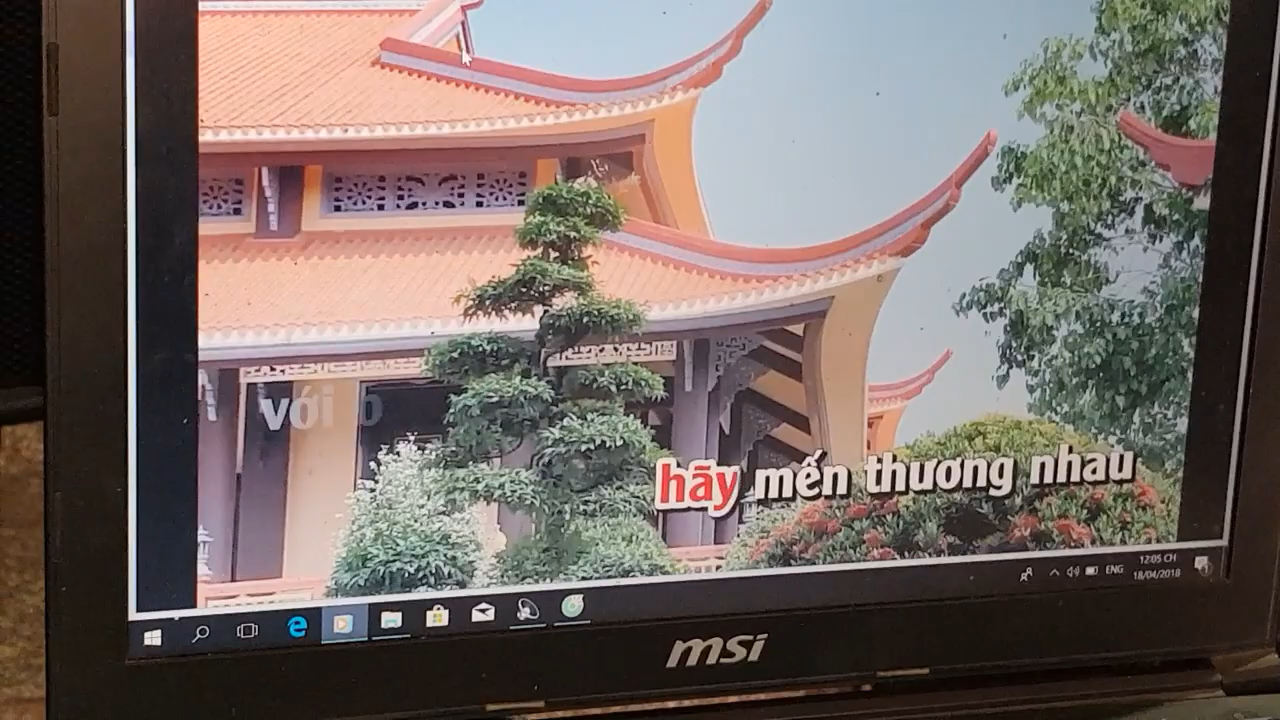 với
hãy mến thương nhau
ENG
12:05 CH
18/04/2018
msi